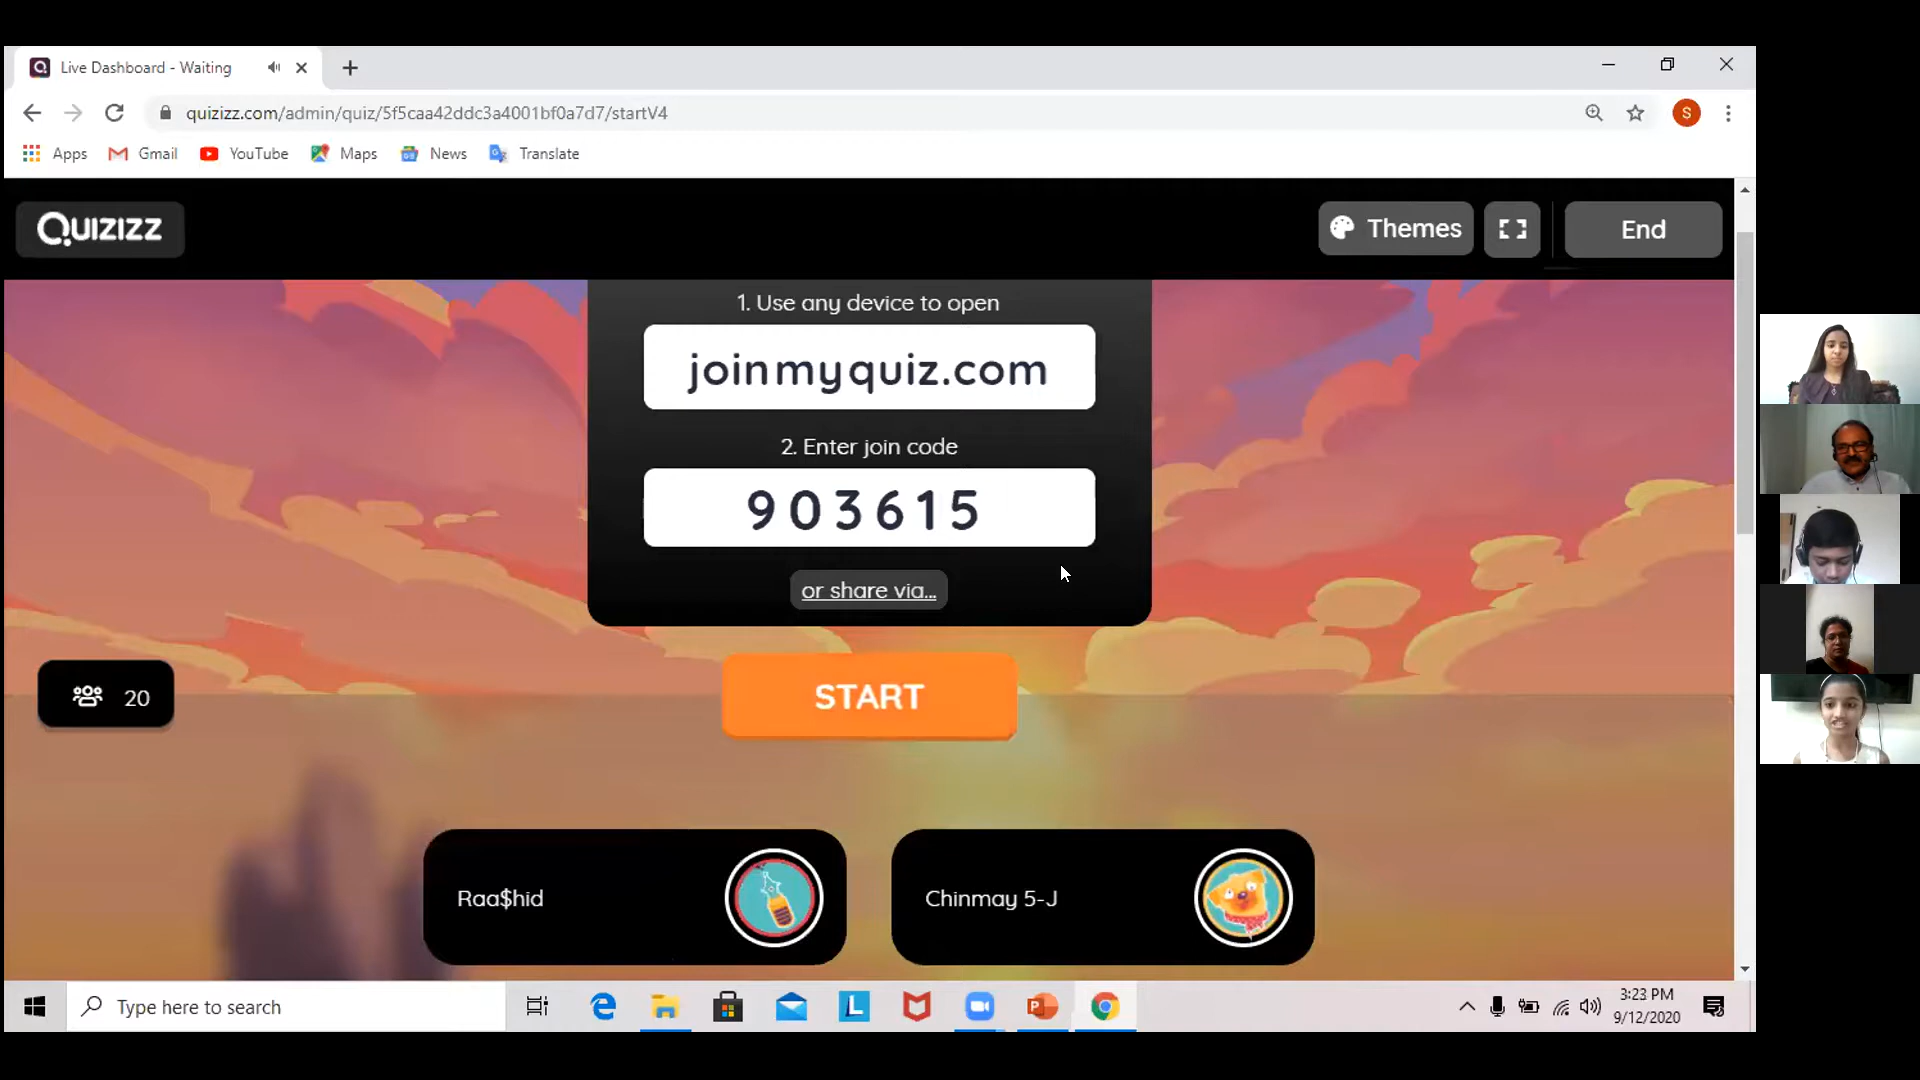 Live Dashboard - Waiting
quizizz.com/admin/quiz/5f5caa42ddc3a4001bf0a7d7/startV4
S
Apps Gmail YouTube Maps News Translate
Quizizz
Themes
End
1. Use any device to open
joinmyquiz.com
2. Enter join code
903615
or share via...
20
START
Raa$hid
Chinmay 5-J
Type here to search
3:23 PM
9/12/2020